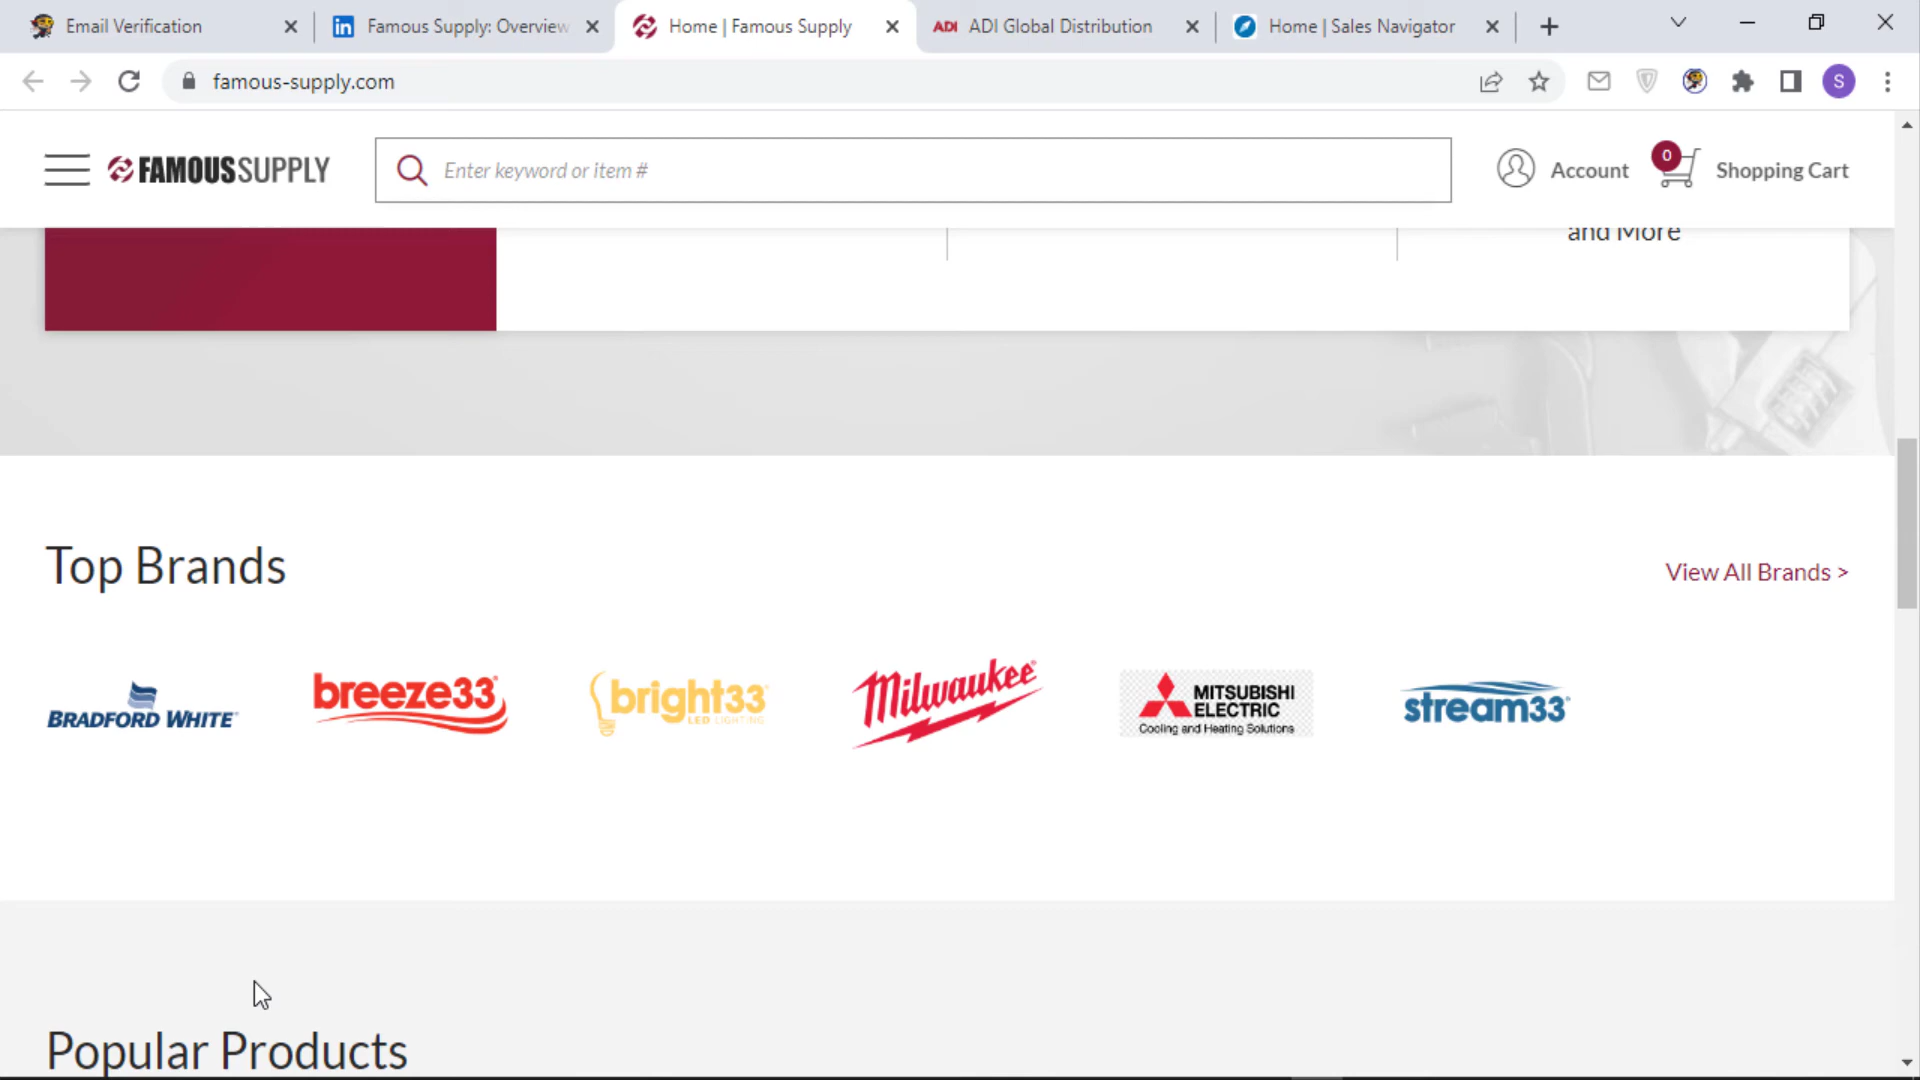 Email Verification
Famous Supply: Overview
Home | Famous Supply
ADI ADI Global Distribution
Home | Sales Navigator
famous-supply.com
S
FAMOUS SUPPLY
Enter keyword or item #
Account
0
Shopping Cart
and More
Top Brands
View All Brands >
BRADFORD WHITE®
breeze33®
bright33®
LED LIGHTING
Milwaukee®
MITSUBISHI
ELECTRIC
Cooling and Heating Solutions
stream33®
Popular Products